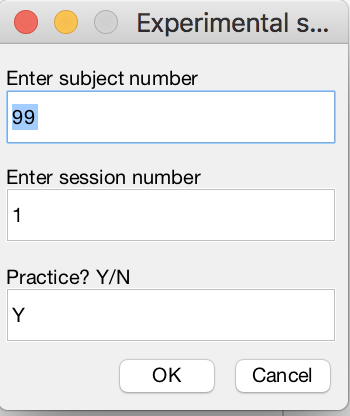 Experimental s...
Enter subject number
99
Enter session number
1
Practice? Y/N
Y
OK Cancel